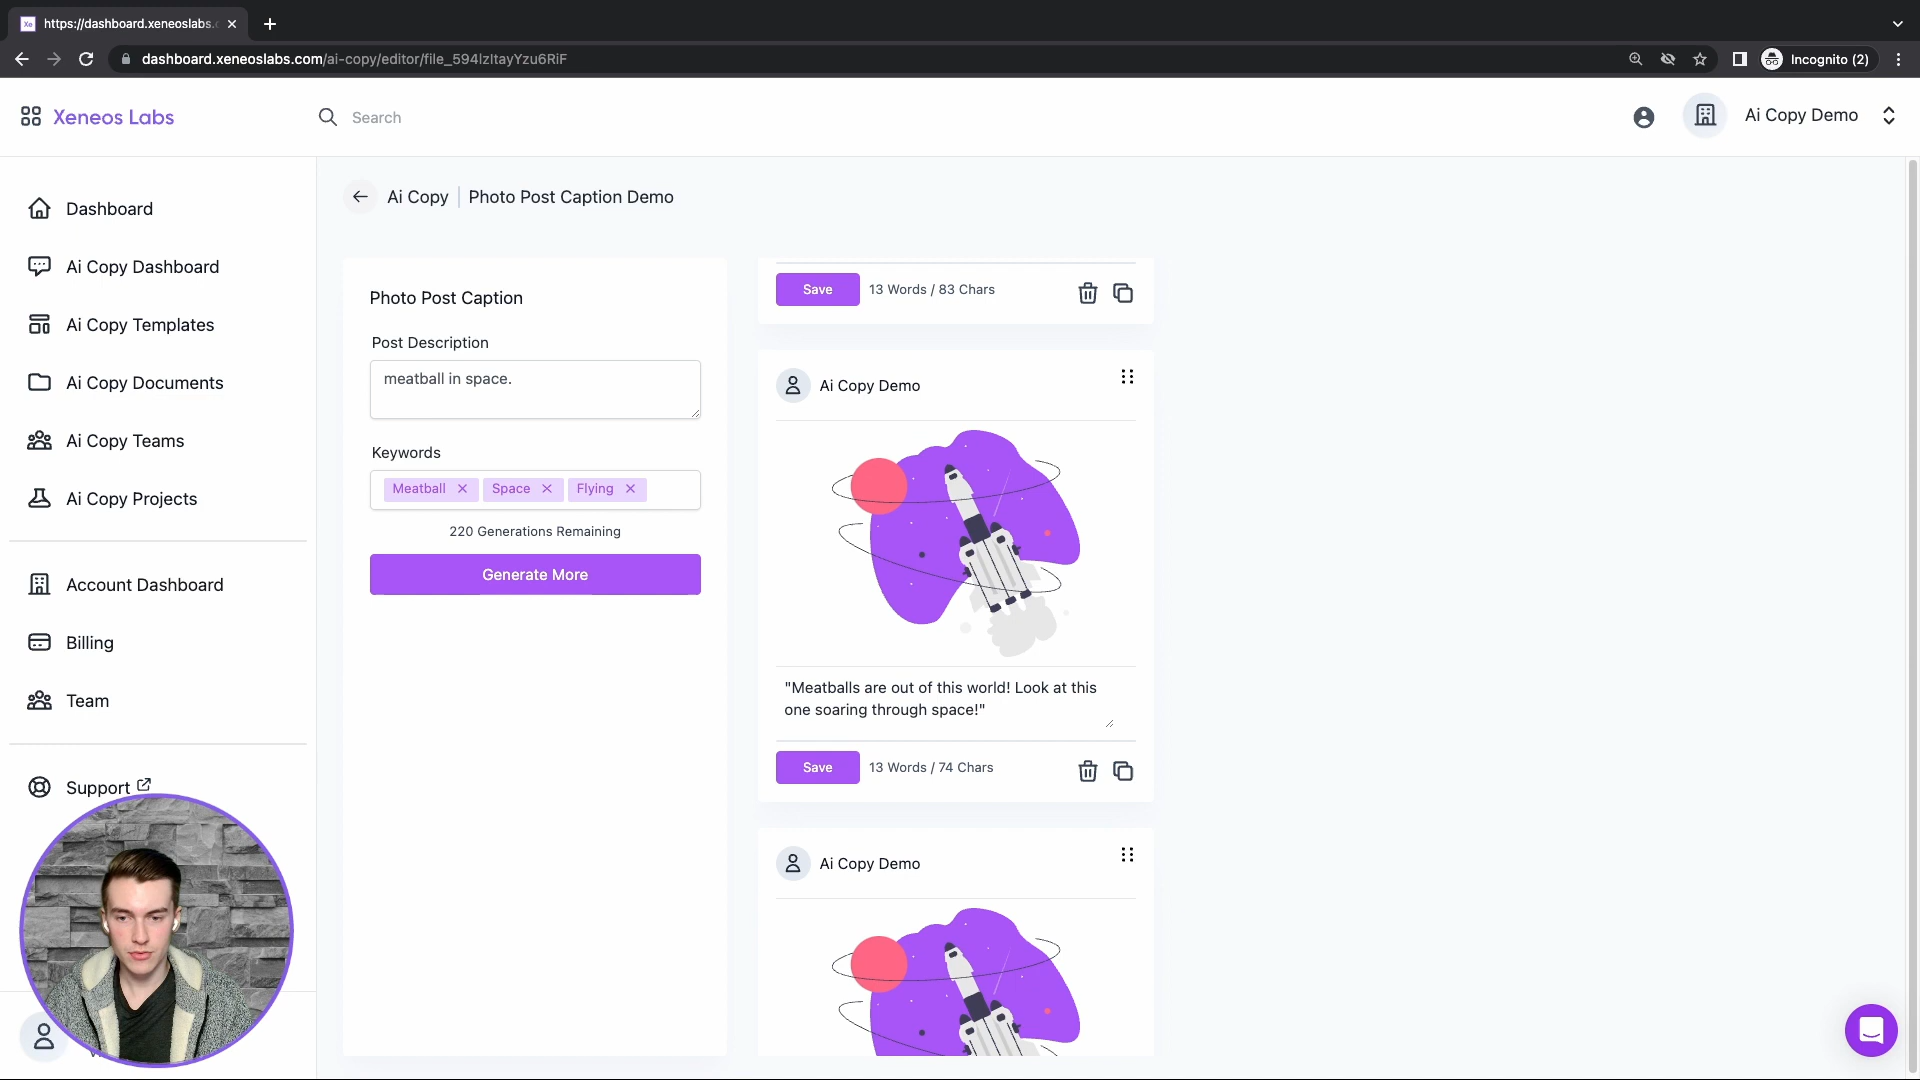 Xe https://dashboard.xeneoslabs.c
dashboard.xeneoslabs.com/ai-copy/editor/file_594lzItayYzu6RiF
Incognito (2)
Xeneos Labs
Search
Ai Copy Demo
Dashboard
Ai Copy Dashboard
Ai Copy Templates
Ai Copy Documents
Ai Copy Teams
Ai Copy Projects
Account Dashboard
Billing
Team
Support
Ai Copy
Photo Post Caption Demo
Photo Post Caption
Post Description
meatball in space.
Keywords
Meatball
Space
Flying
220 Generations Remaining
Generate More
Save
13 Words / 83 Chars
Ai Copy Demo
"Meatballs are out of this world! Look at this
one soaring through space!"
Save
13 Words / 74 Chars
Ai Copy Demo